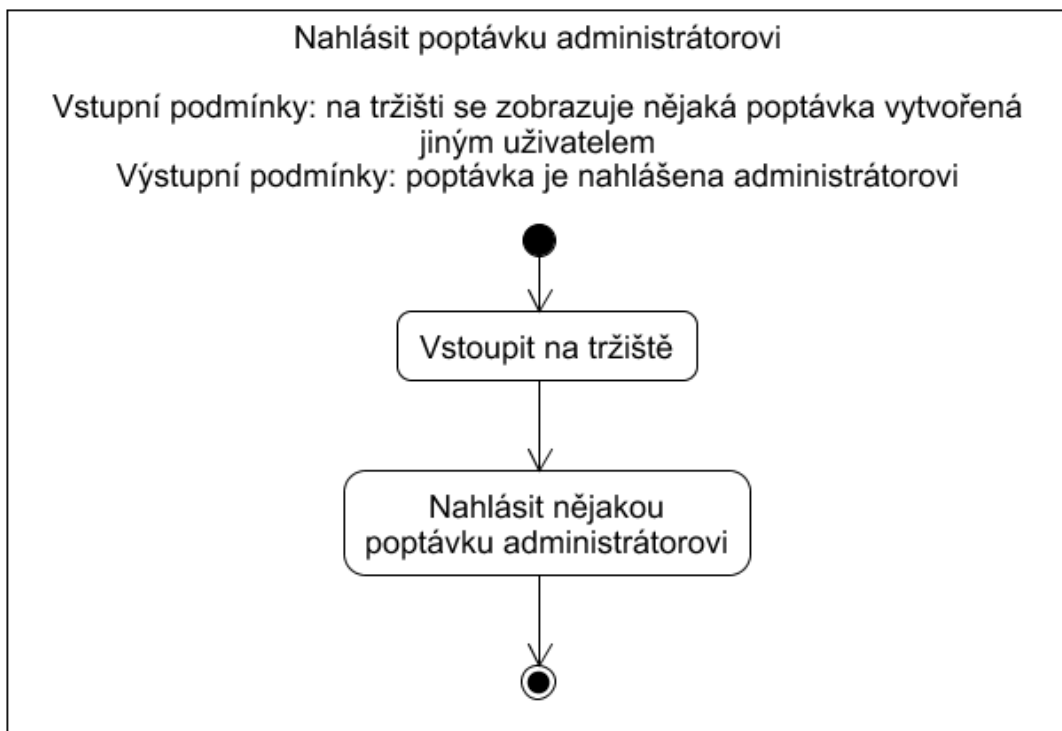 Nahlásit poptávku administrátorovi
Vstupní podmínky: na tržišti se zobrazuje nějaká poptávka vytvořená
jiným uživatelem
Výstupní podmínky: poptávka je nahlášena administrátorovi
Vstoupit na tržiště
Nahlásit nějakou
poptávku administrátorovi